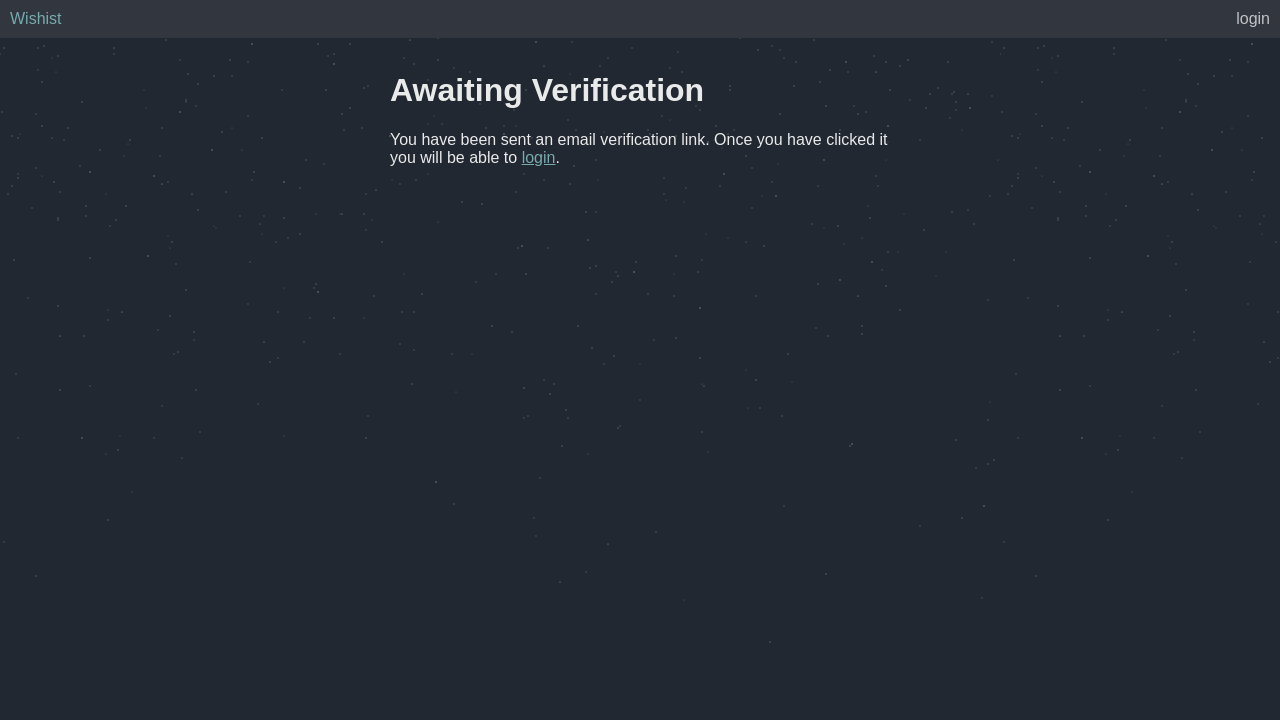 Wishist
login
Awaiting Verification
You have been sent an email verification link. Once you have clicked it
you will be able to login.